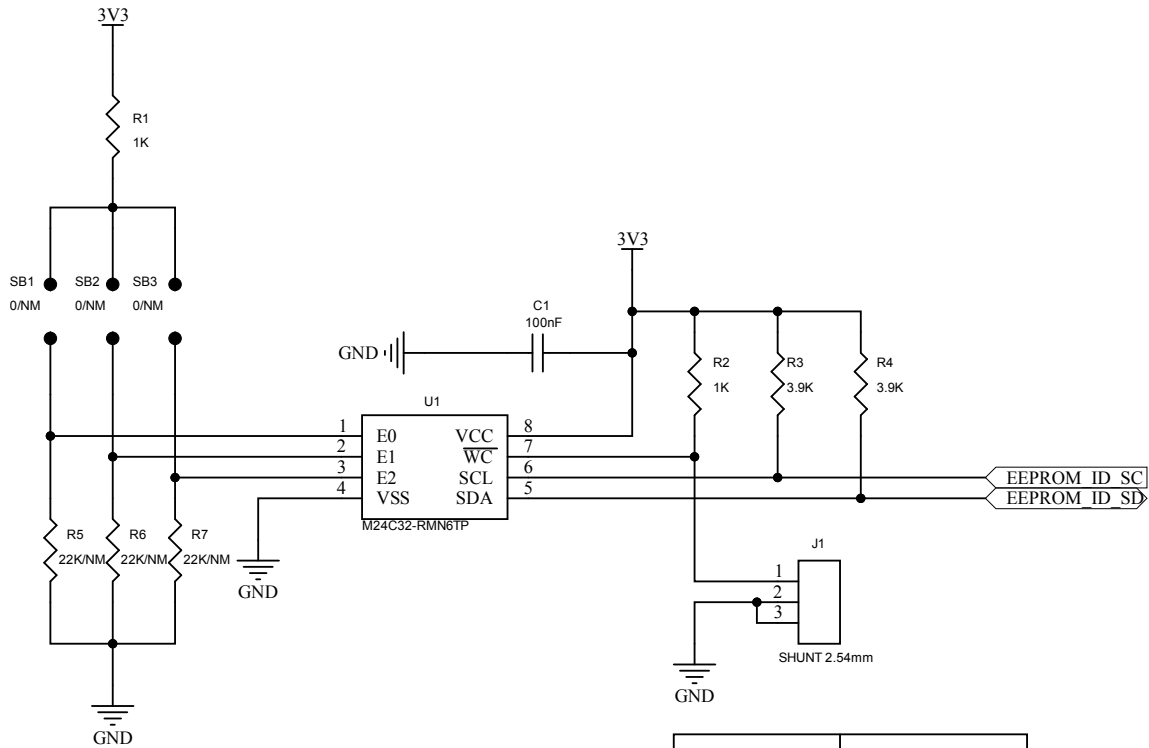 3V3
R1
1K
3V3
SB1 SB2 SB3
0/NM 0/NM 0/NM
C1
100nF
GND
R2 R3 R4
1K 3.9K 3.9K
U1
1 E0 VCC 8
2 E1 WC 7
3 E2 SCL 6 EEPROM_ID_SC
4 VSS SDA 5 EEPROM_ID_SD
M24C32-RMN6TP
R5 R6 R7
22K/NM 22K/NM 22K/NM
GND
J1
1
2
3
SHUNT 2.54mm
GND
GND